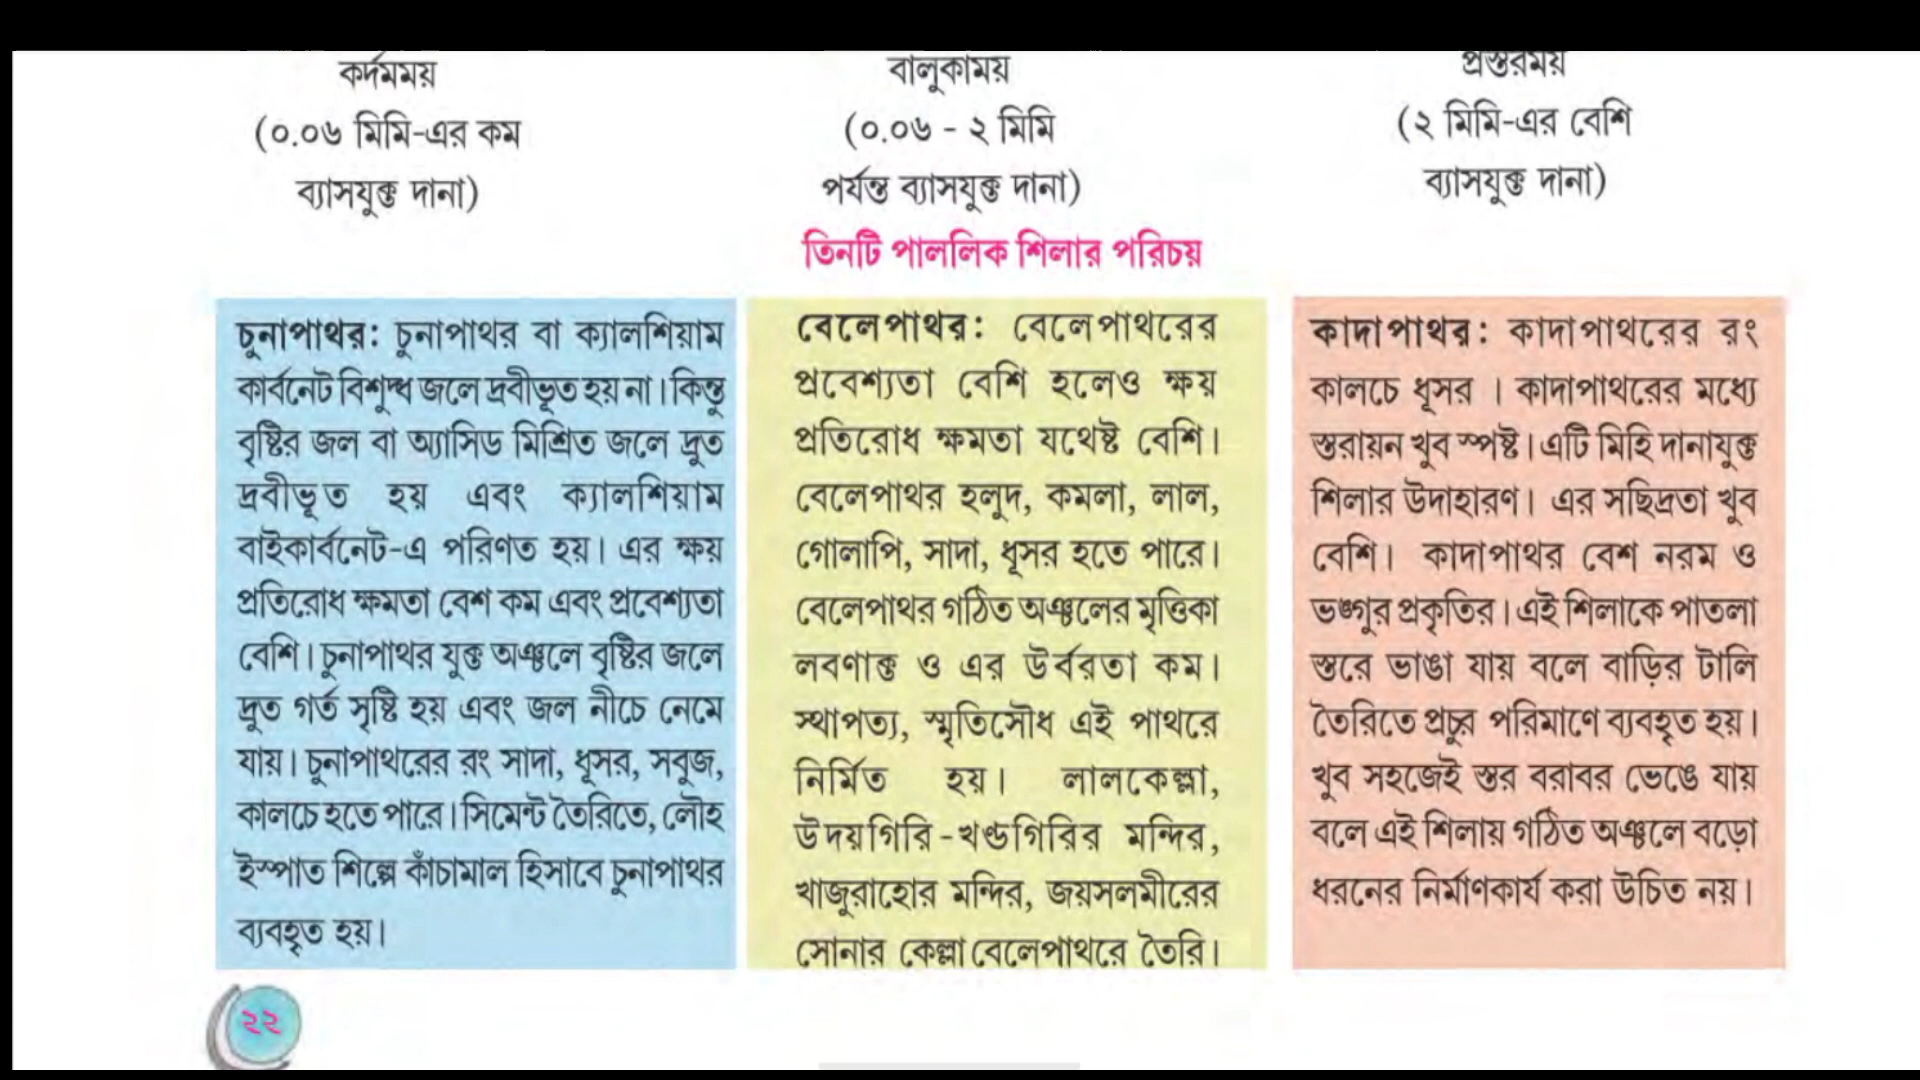 কর্দমময়
(০.০৬ মিমি-এর কম
ব্যাসযুক্ত দানা)
বালুকাময়
(০.০৬ - ২ মিমি
পর্যন্ত ব্যাসযুক্ত দানা)
প্রস্তরময়
(২ মিমি-এর বেশি
ব্যাসযুক্ত দানা)
তিনটি পাললিক শিলার পরিচয়
চুনাপাথর: চুনাপাথর বা ক্যালশিয়াম
কার্বনেট বিশুদ্ধ জলে দ্রবীভূত হয় না। কিন্তু
বৃষ্টির জল বা অ্যাসিড মিশ্রিত জলে দ্রুত
দ্রবীভূত হয় এবং ক্যালশিয়াম
বাইকার্বনেট-এ পরিণত হয়। এর ক্ষয়
প্রতিরোধ ক্ষমতা বেশ কম এবং প্রবেশ্যতা
বেশি। চুনাপাথর যুক্ত অঞ্চলে বৃষ্টির জলে
দ্রুত গর্ত সৃষ্টি হয় এবং জল নীচে নেমে
যায়। চুনাপাথরের রং সাদা, ধূসর, সবুজ,
কালচে হতে পারে। সিমেন্ট তৈরিতে, লৌহ
ইস্পাত শিল্পে কাঁচামাল হিসাবে চুনাপাথর
ব্যবহৃত হয়।
বেলেপাথর: বেলেপাথরের
প্রবেশ্যতা বেশি হলেও ক্ষয়
প্রতিরোধ ক্ষমতা যথেষ্ট বেশি।
বেলেপাথর হলুদ, কমলা, লাল,
গোলাপি, সাদা, ধূসর হতে পারে।
বেলেপাথর গঠিত অঞ্চলের মৃত্তিকা
লবণাক্ত ও এর উর্বরতা কম।
স্থাপত্য, স্মৃতিসৌধ এই পাথরে
নির্মিত হয়। লালকেল্লা,
উদয়গিরি-খণ্ডগিরির মন্দির,
খাজুরাহোর মন্দির, জয়সলমীরের
সোনার কেল্লা বেলেপাথরে তৈরি।
কাদাপাথর: কাদাপাথরের রং
কালচে ধূসর । কাদাপাথরের মধ্যে
স্তরায়ন খুব স্পষ্ট। এটি মিহি দানাযুক্ত
শিলার উদাহারণ। এর সছিদ্রতা খুব
বেশি। কাদাপাথর বেশ নরম ও
ভঙ্গুর প্রকৃতির। এই শিলাকে পাতলা
স্তরে ভাঙা যায় বলে বাড়ির টালি
তৈরিতে প্রচুর পরিমাণে ব্যবহৃত হয়।
খুব সহজেই স্তর বরাবর ভেঙে যায়
বলে এই শিলায় গঠিত অঞ্চলে বড়ো
ধরনের নির্মাণকার্য করা উচিত নয়।
২২